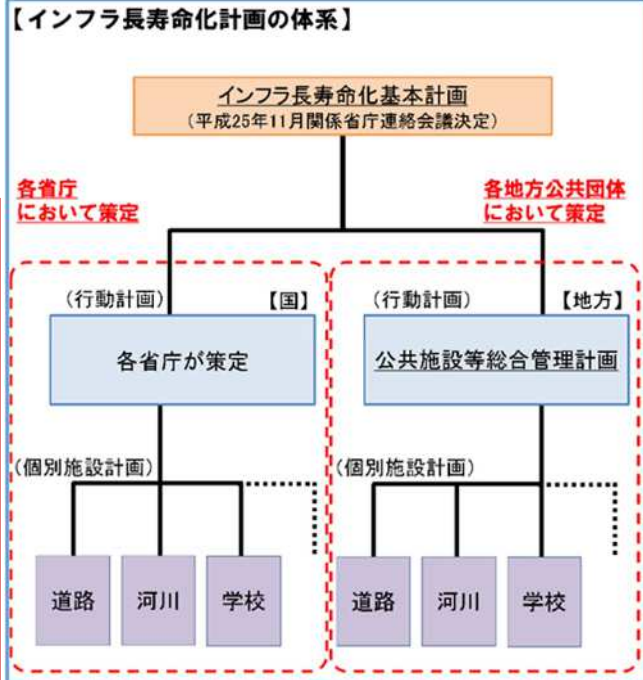 【インフラ長寿命化計画の体系】
インフラ長寿命化基本計画
(平成25年11月関係省庁連絡会議決定)
各省庁
において策定
各地方公共団体
において策定
(行動計画)
【国】
各省庁が策定
(個別施設計画)
道路
河川
学校
(行動計画)
【地方】
公共施設等総合管理計画
(個別施設計画)
道路
河川
学校